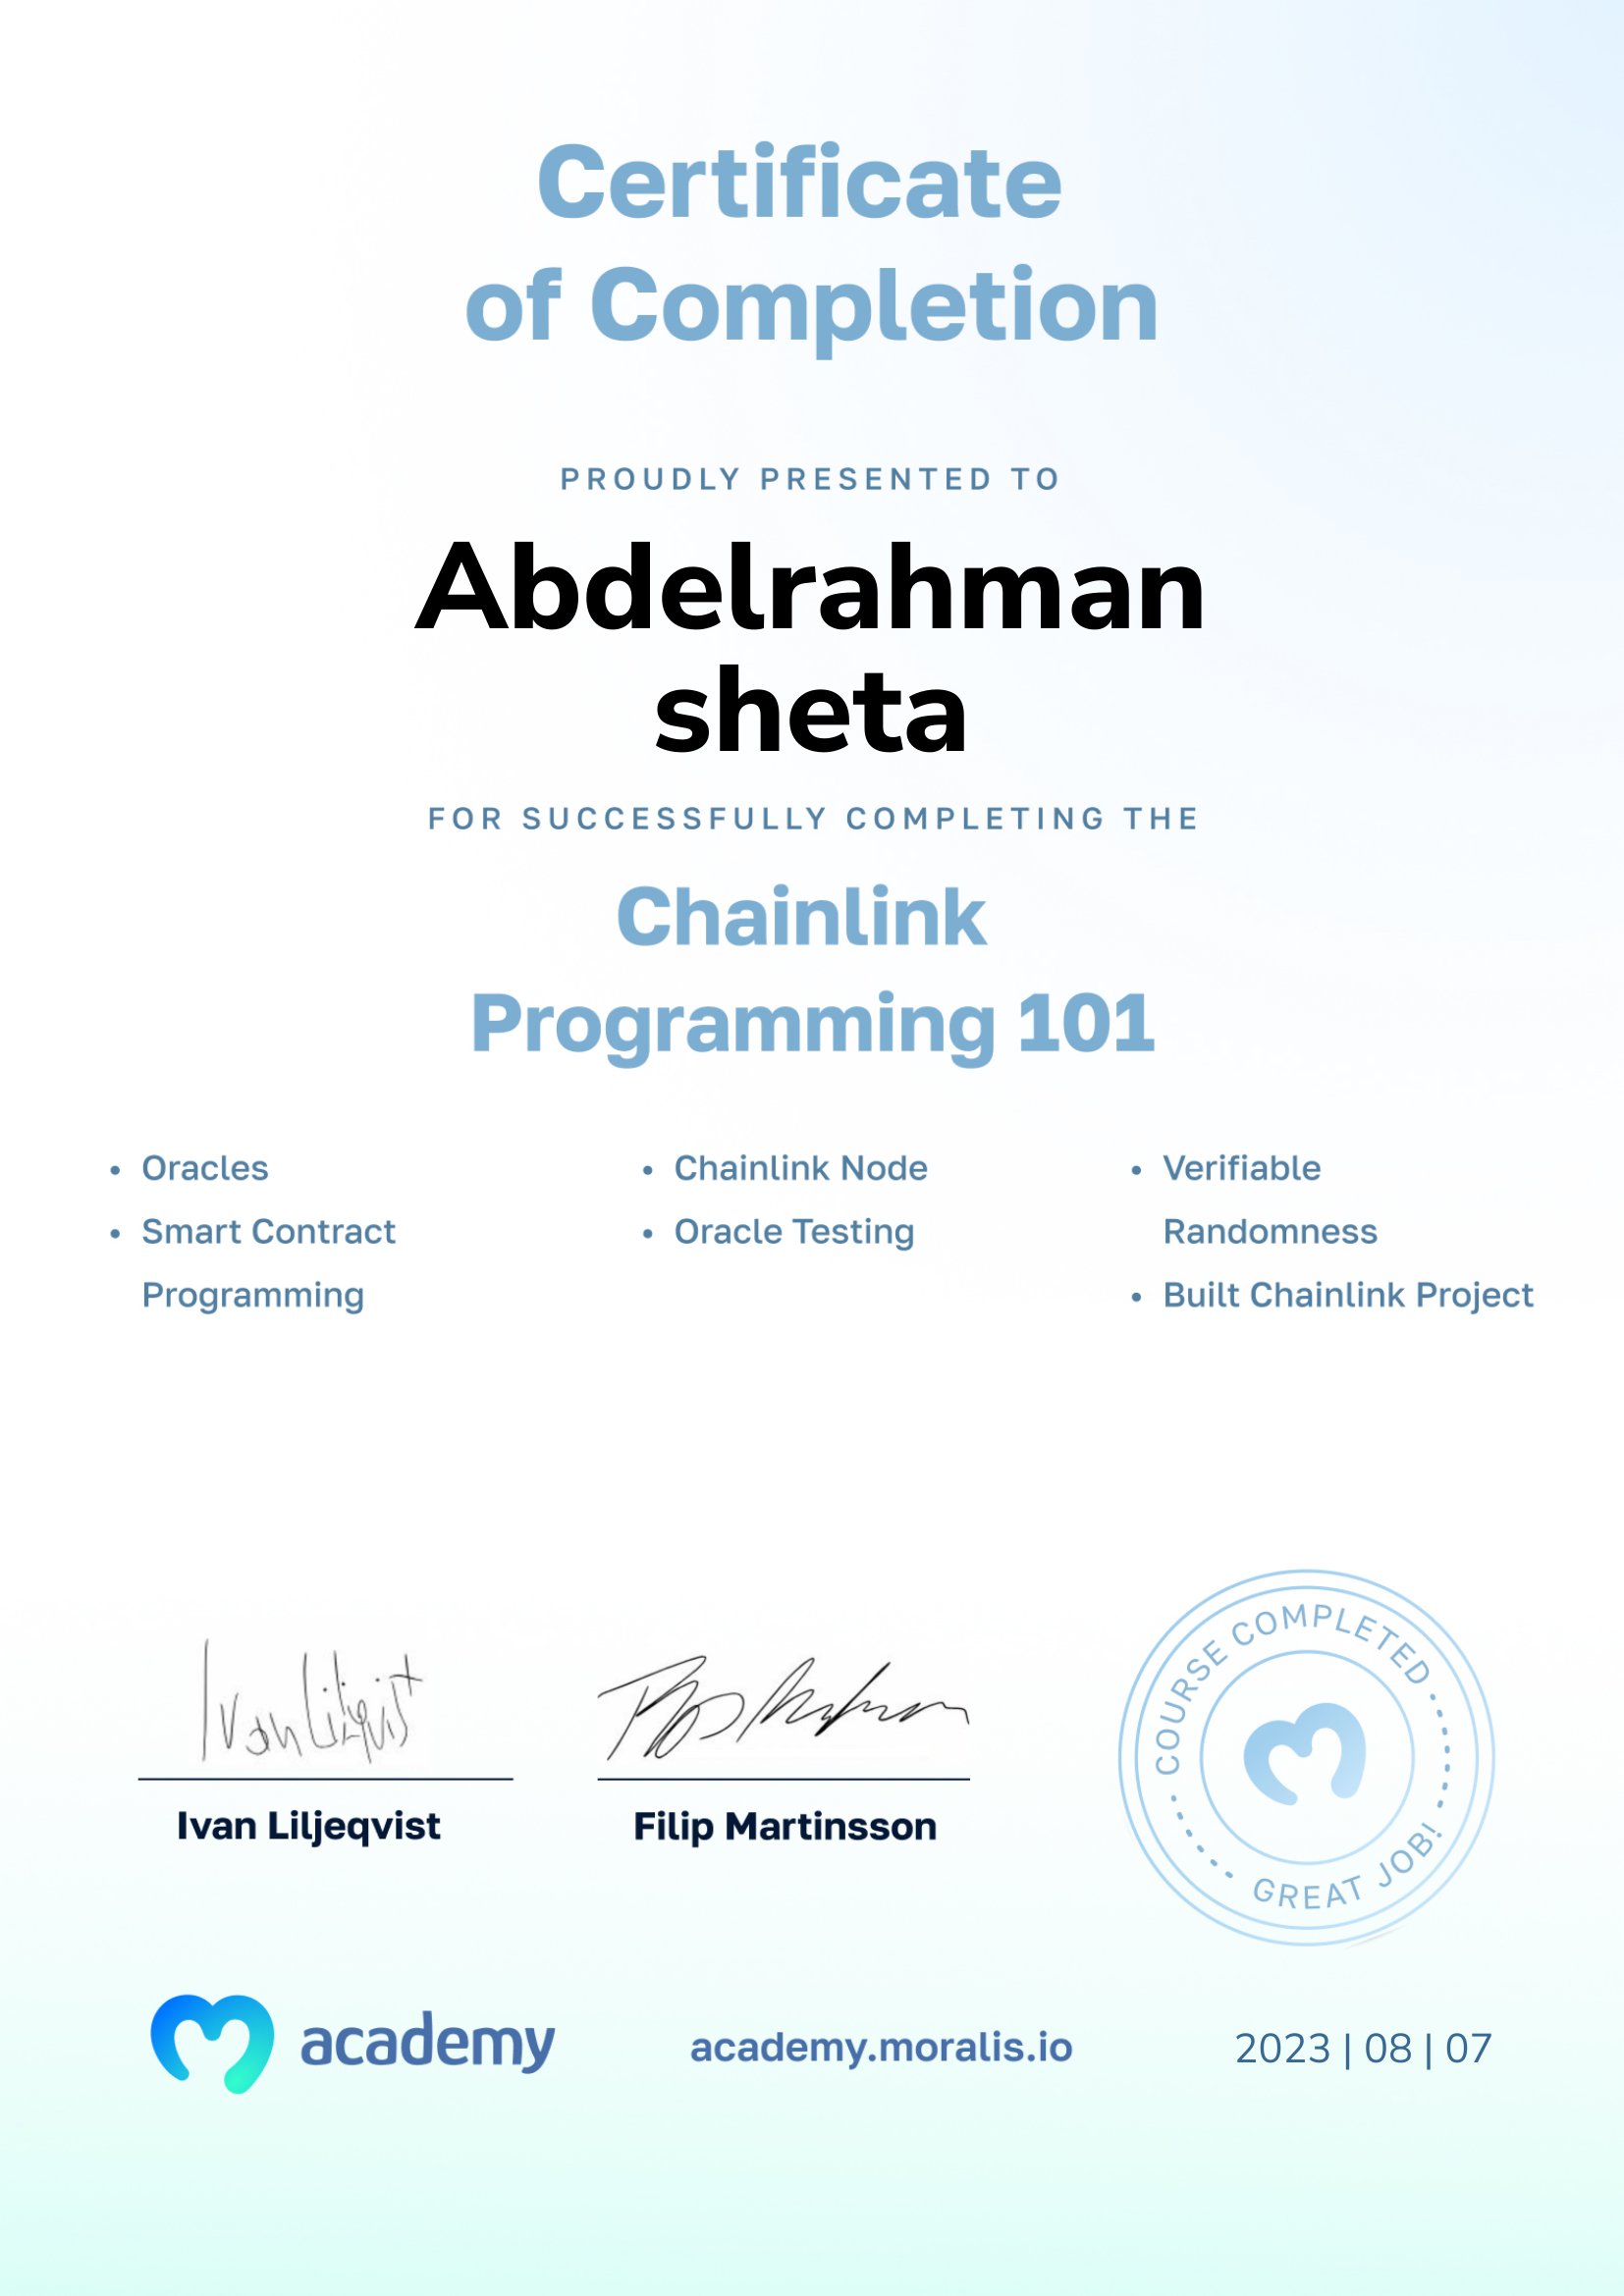 Certificate
of Completion
PROUDLY PRESENTED TO
Abdelrahman
sheta
FOR SUCCESSFULLY COMPLETING THE
Chainlink
Programming 101
• Oracles
• Smart Contract
Programming
• Chainlink Node
• Oracle Testing
• Verifiable
Randomness
• Built Chainlink Project
Ivan Liljeqvist
Ivan Liljeqvist
Filip Martinsson
COURSE COMPLETED
GREAT JOB!
academy
academy.moralis.io
2023 | 08 | 07